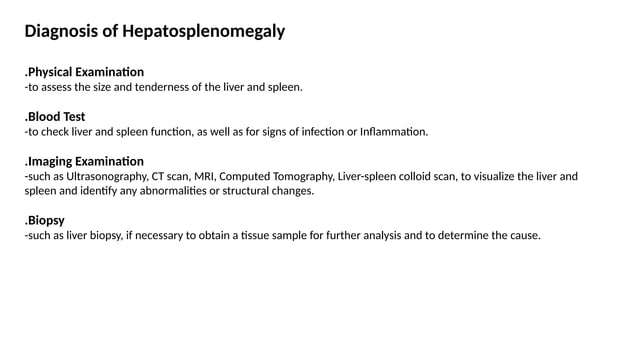 Diagnosis of Hepatosplenomegaly
.Physical Examination
-to assess the size and tenderness of the liver and spleen.
.Blood Test
-to check liver and spleen function, as well as for signs of infection or Inflammation.
.Imaging Examination
-such as Ultrasonography, CT scan, MRI, Computed Tomography, Liver-spleen colloid scan, to visualize the liver and
spleen and identify any abnormalities or structural changes.
.Biopsy
-such as liver biopsy, if necessary to obtain a tissue sample for further analysis and to determine the cause.